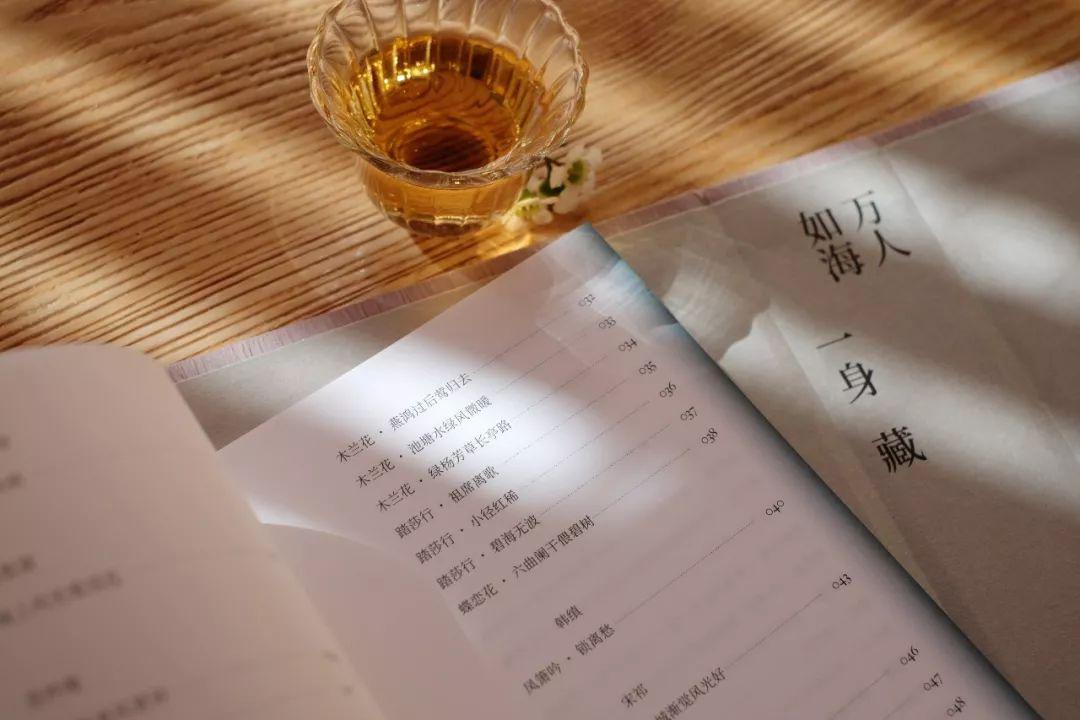 木兰花·燕鸿过后莺归去 032
木兰花·池塘水绿风微暖 033
木兰花·绿杨芳草长亭路 034
踏莎行·祖席离歌 035
踏莎行·小径红稀 036
踏莎行·碧海无波 037
蝶恋花·六曲阑干偎碧树 038
韩缜
凤箫吟·锁离愁 040
宋祁
城渐觉风光好 043
046
047
048
万人
如海
一身
藏